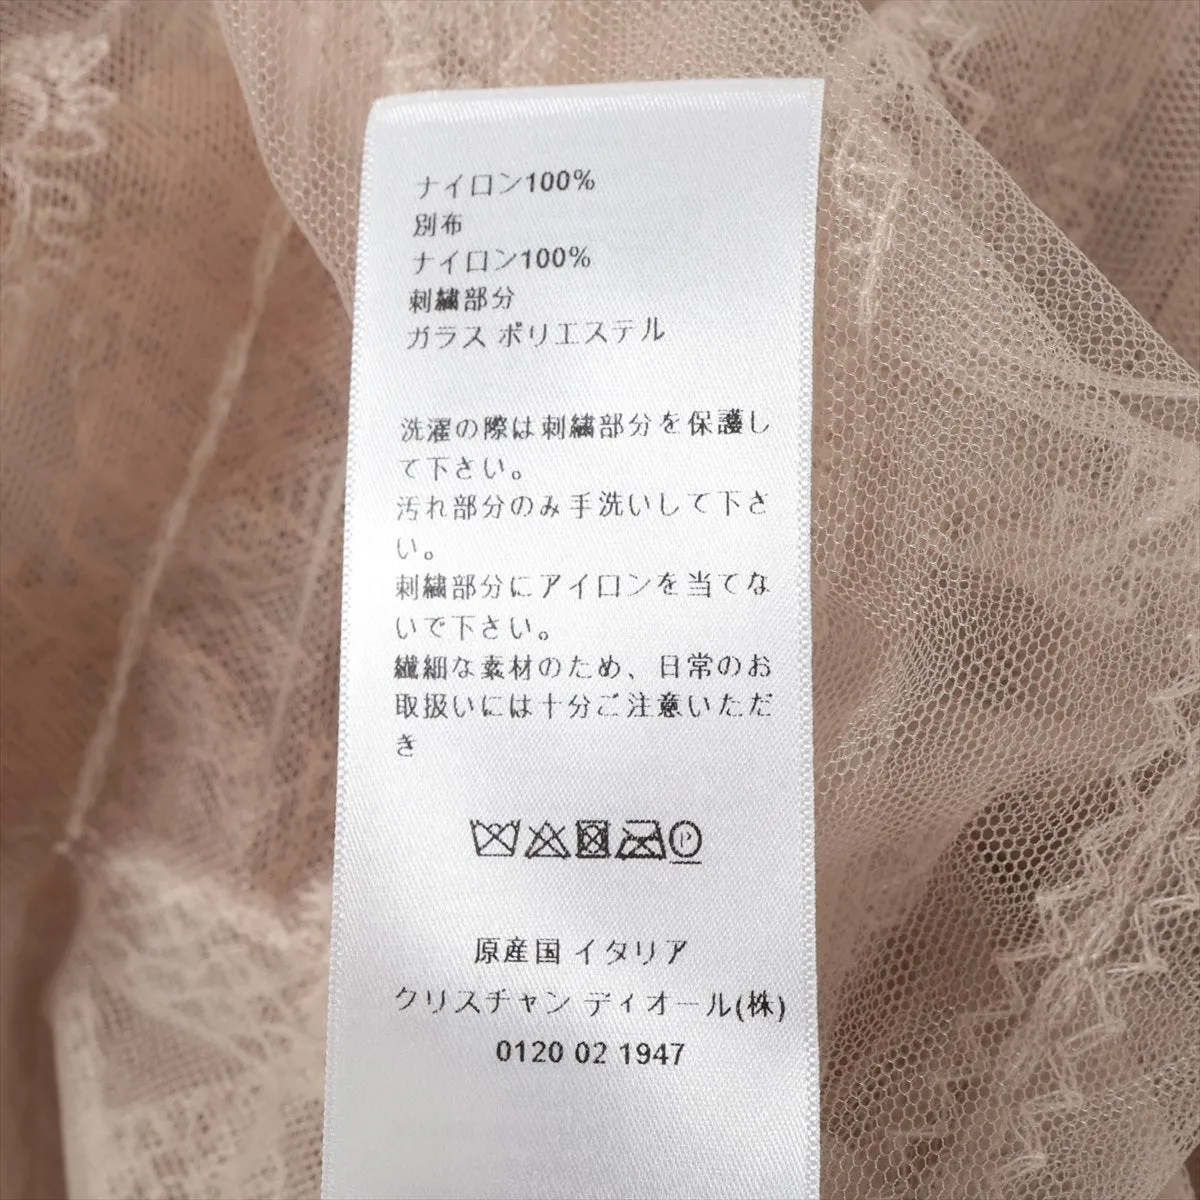 ナイロン100%
別布
ナイロン100%
刺繍部分
ガラス ポリエステル
洗濯の際は刺繍部分を保護し
て下さい。
汚れ部分のみ手洗いして下さ
い。
刺繍部分にアイロンを当てな
いで下さい。
繊細な素材のため、日常のお
取扱いには十分ご注意いただ
き
P
原産国 イタリア
クリスチャン ディオール(株)
0120 02 1947